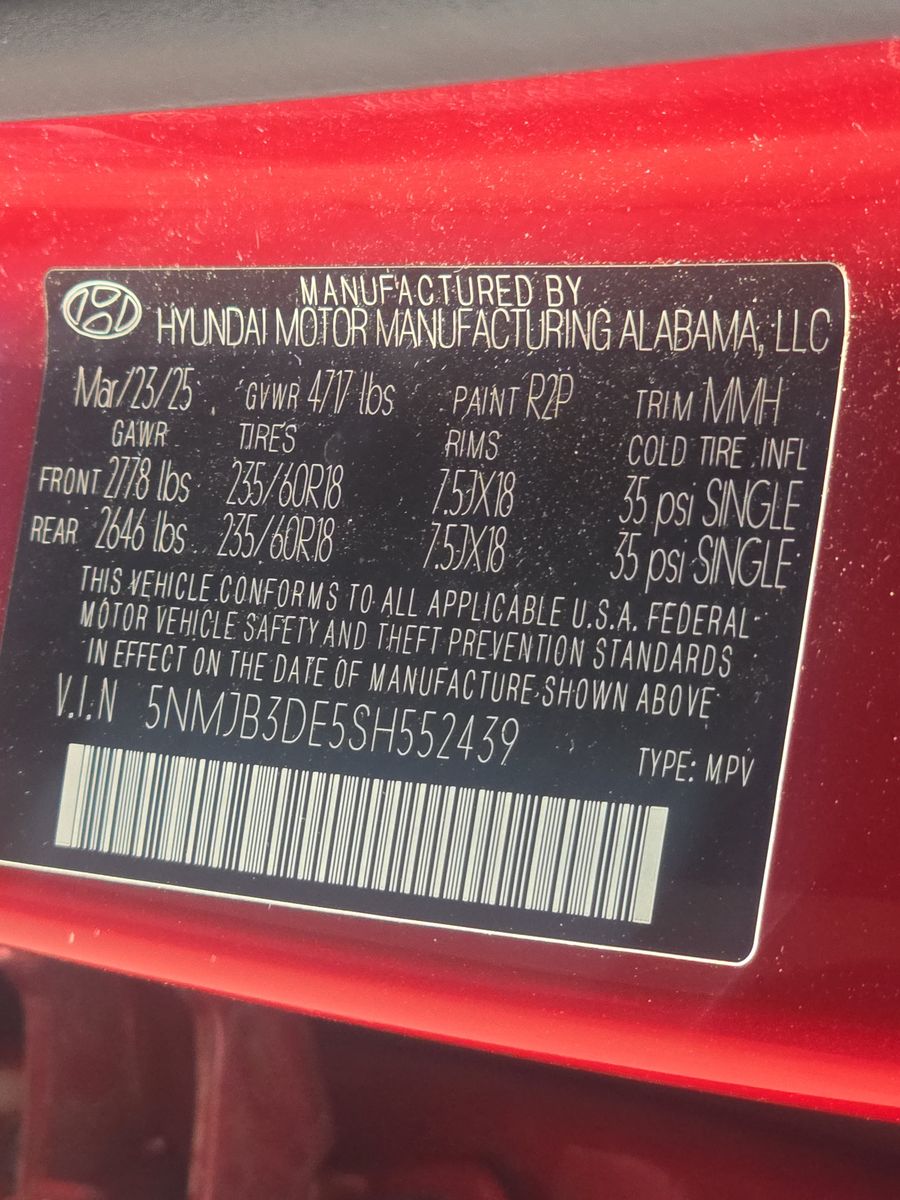 MANUFACTURED BY
HYUNDAI MOTOR MANUFACTURING ALABAMA, LLC
Mar/23/25 GVWR 4717 lbs PAINT R2P TRIM MMH
GAWR TIRES RIMS COLD TIRE INFL
FRONT 2778 lbs 235/60R18 7.5JX18 35 psi SINGLE
REAR 2646 lbs 235/60R18 7.5JX18 35 psi SINGLE
THIS VEHICLE CONFORMS TO ALL APPLICABLE U.S.A. FEDERAL
MOTOR VEHICLE SAFETY AND THEFT PREVENTION STANDARDS
IN EFFECT ON THE DATE OF MANUFACTURE SHOWN ABOVE
V.I.N 5NMJB3DE5SH552439 TYPE: MPV